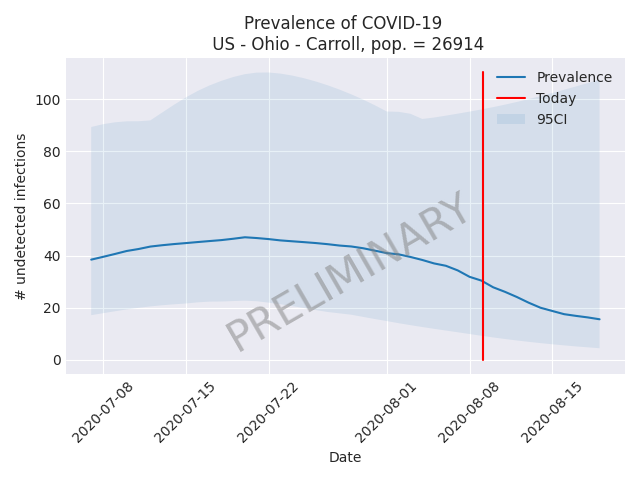 Prevalence of COVID-19
US - Ohio - Carroll, pop. = 26914
# undetected infections
100
80
60
40
20
0
Prevalence
Today
95CI
PRELIMINARY
2020-07-08
2020-07-15
2020-07-22
2020-08-01
2020-08-08
2020-08-15
Date